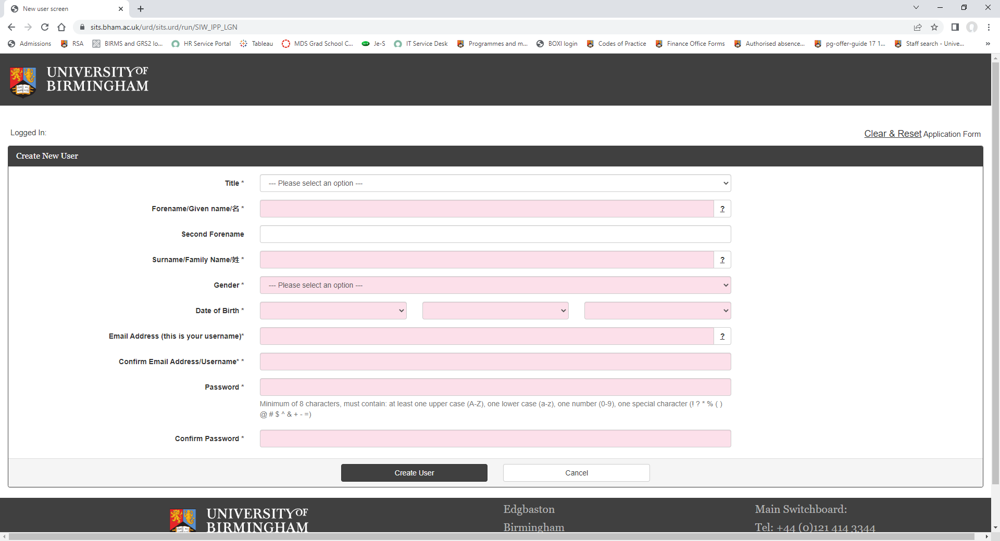 New user screen
sits.bham.ac.uk/urd/sits.urd/run/SIW_IPP_LGN
Admissions RSA BIRMS and GRS2 lo... HR Service Portal Tableau MDS Grad School C... Je-S IT Service Desk Programmes and m... BOXI login Codes of Practice Finance Office Forms Authorised absence... pg-offer-guide 17 1... Staff search - Unive... »
UNIVERSITY OF
BIRMINGHAM
Logged In:
Clear & Reset Application Form
Create New User
Title * --- Please select an option ---
Forename/Given name/名 * ?
Second Forename
Surname/Family Name/姓 * ?
Gender * --- Please select an option ---
Date of Birth *
Email Address (this is your username)* ?
Confirm Email Address/Username* *
Password *
Minimum of 8 characters, must contain: at least one upper case (A-Z), one lower case (a-z), one number (0-9), one special character (! ? * % ( )
@ # $ ^ & + - =)
Confirm Password *
Create User Cancel
UNIVERSITY OF
BIRMINGHAM
Edgbaston
Birmingham
Main Switchboard:
Tel: +44 (0)121 414 3344